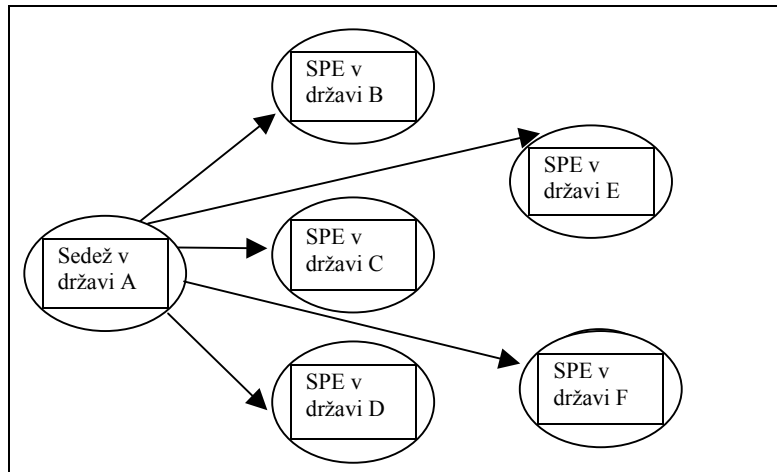 SPE v
državi B
SPE v
državi E
Sedež v
državi A
SPE v
državi C
SPE v
državi D
SPE v
državi F